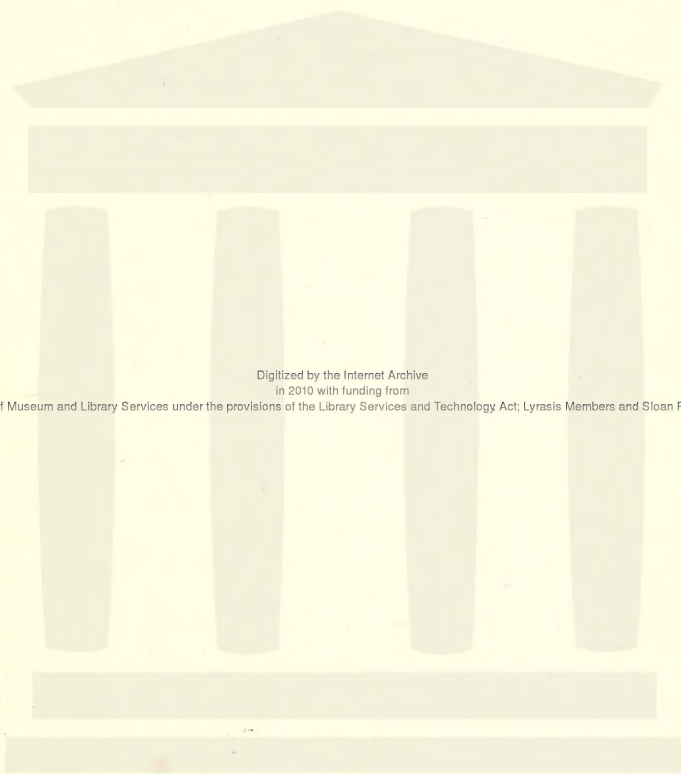 Digitized by the Internet Archive
in 2010 with funding from
f Museum and Library Services under the provisions of the Library Services and Technology Act; Lyrasis Members and Sloan F